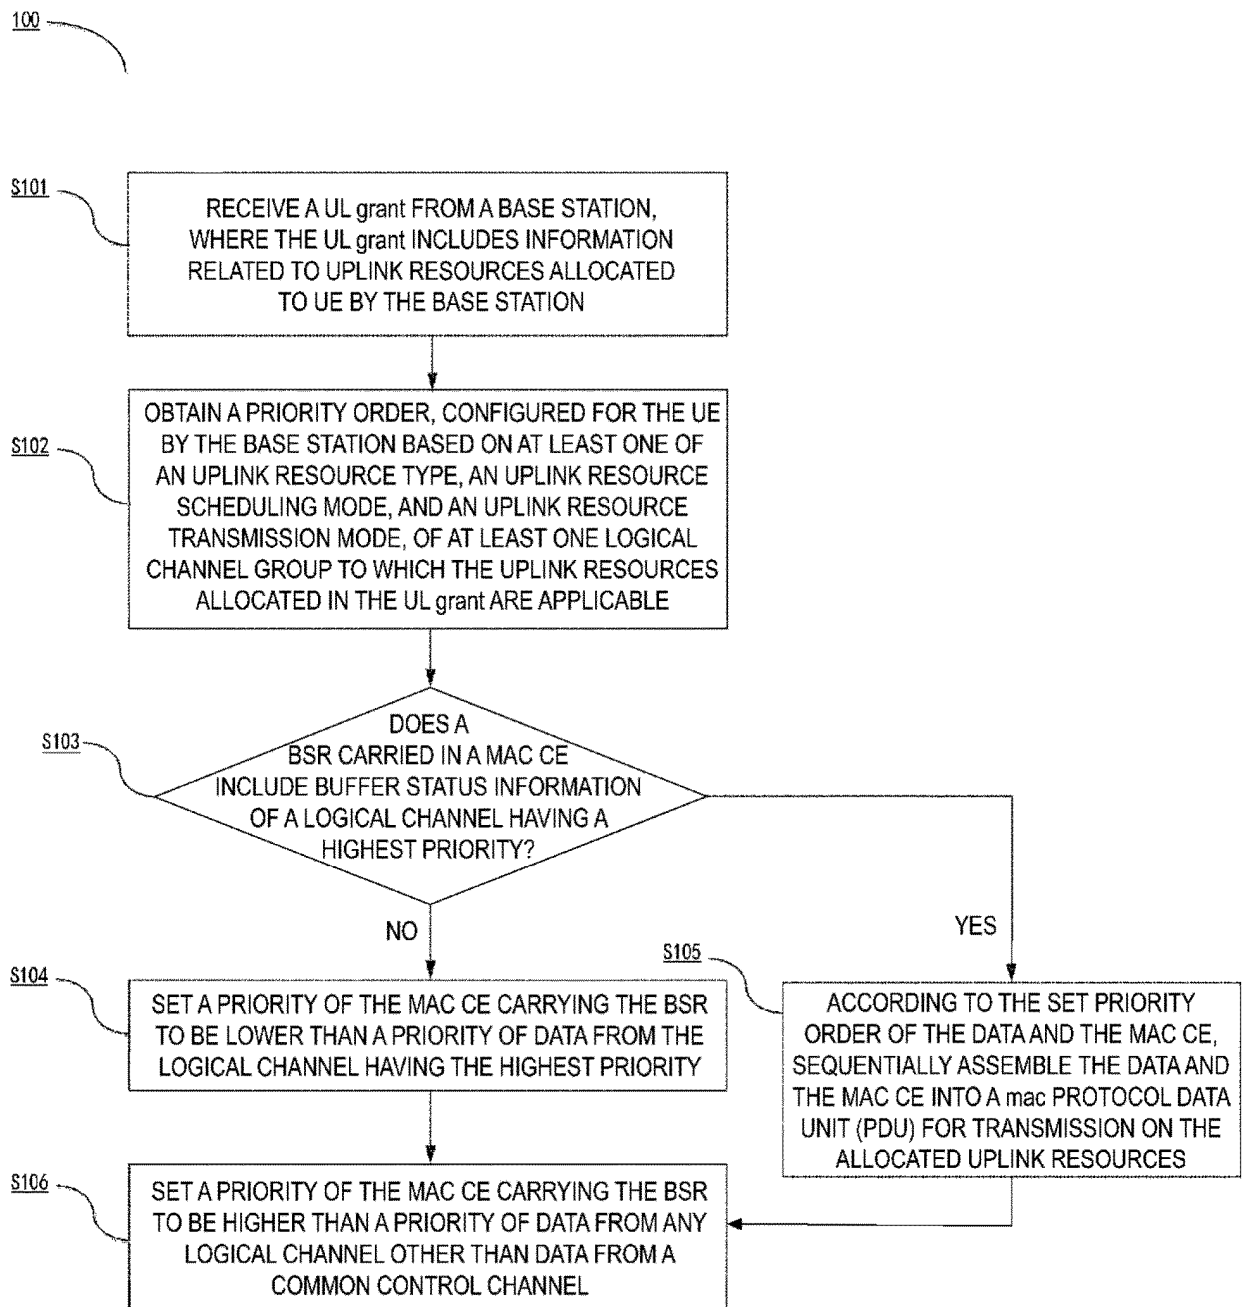 100
S101
RECEIVE A UL grant FROM A BASE STATION,
WHERE THE UL grant INCLUDES INFORMATION
RELATED TO UPLINK RESOURCES ALLOCATED
TO UE BY THE BASE STATION
S102
OBTAIN A PRIORITY ORDER, CONFIGURED FOR THE UE
BY THE BASE STATION BASED ON AT LEAST ONE OF
AN UPLINK RESOURCE TYPE, AN UPLINK RESOURCE
SCHEDULING MODE, AND AN UPLINK RESOURCE
TRANSMISSION MODE, OF AT LEAST ONE LOGICAL
CHANNEL GROUP TO WHICH THE UPLINK RESOURCES
ALLOCATED IN THE UL grant ARE APPLICABLE
S103
DOES A
BSR CARRIED IN A MAC CE
INCLUDE BUFFER STATUS INFORMATION
OF A LOGICAL CHANNEL HAVING A
HIGHEST PRIORITY?
NO
YES
S104
SET A PRIORITY OF THE MAC CE CARRYING THE BSR
TO BE LOWER THAN A PRIORITY OF DATA FROM THE
LOGICAL CHANNEL HAVING THE HIGHEST PRIORITY
S105
ACCORDING TO THE SET PRIORITY
ORDER OF THE DATA AND THE MAC CE,
SEQUENTIALLY ASSEMBLE THE DATA AND
THE MAC CE INTO A mac PROTOCOL DATA
UNIT (PDU) FOR TRANSMISSION ON THE
ALLOCATED UPLINK RESOURCES
S106
SET A PRIORITY OF THE MAC CE CARRYING THE BSR
TO BE HIGHER THAN A PRIORITY OF DATA FROM ANY
LOGICAL CHANNEL OTHER THAN DATA FROM A
COMMON CONTROL CHANNEL